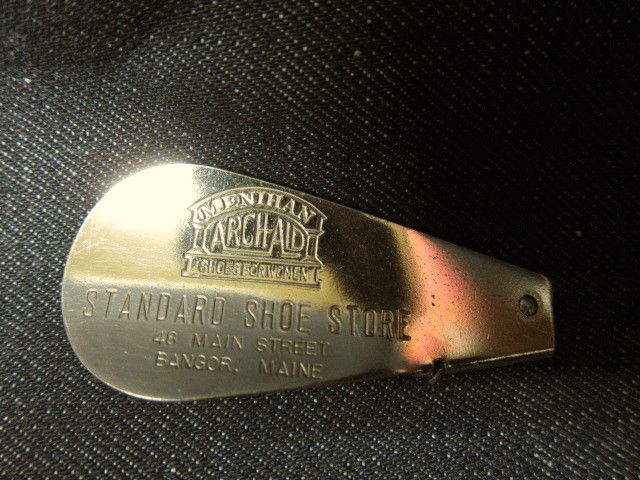 MENIHAN
ARCH-AID
SHOES FOR WOMEN
STANDARD SHOE STORE
46 MAIN STREET
BANGOR, MAINE